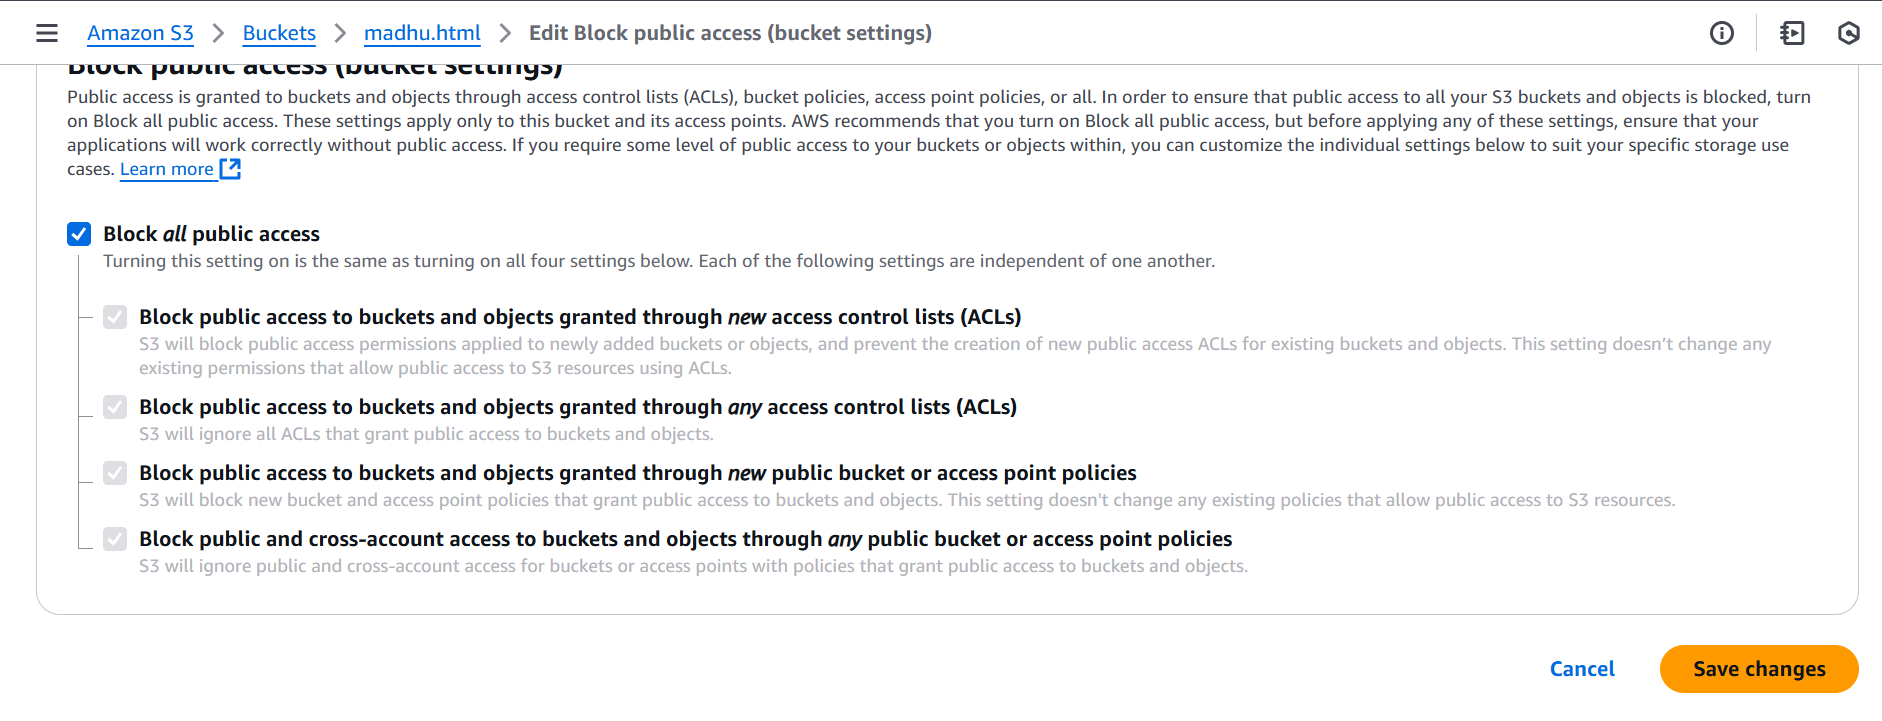 Amazon S3 > Buckets > madhu.html > Edit Block public access (bucket settings)
Block public access (bucket settings)
Public access is granted to buckets and objects through access control lists (ACLs), bucket policies, access point policies, or all. In order to ensure that public access to all your S3 buckets and objects is blocked, turn
on Block all public access. These settings apply only to this bucket and its access points. AWS recommends that you turn on Block all public access, but before applying any of these settings, ensure that your
applications will work correctly without public access. If you require some level of public access to your buckets or objects within, you can customize the individual settings below to suit your specific storage use
cases. Learn more
Block all public access
Turning this setting on is the same as turning on all four settings below. Each of the following settings are independent of one another.
Block public access to buckets and objects granted through new access control lists (ACLs)
S3 will block public access permissions applied to newly added buckets or objects, and prevent the creation of new public access ACLs for existing buckets and objects. This setting doesn’t change any
existing permissions that allow public access to S3 resources using ACLs.
Block public access to buckets and objects granted through any access control lists (ACLs)
S3 will ignore all ACLs that grant public access to buckets and objects.
Block public access to buckets and objects granted through new public bucket or access point policies
S3 will block new bucket and access point policies that grant public access to buckets and objects. This setting doesn't change any existing policies that allow public access to S3 resources.
Block public and cross-account access to buckets and objects through any public bucket or access point policies
S3 will ignore public and cross-account access for buckets or access points with policies that grant public access to buckets and objects.
Cancel Save changes